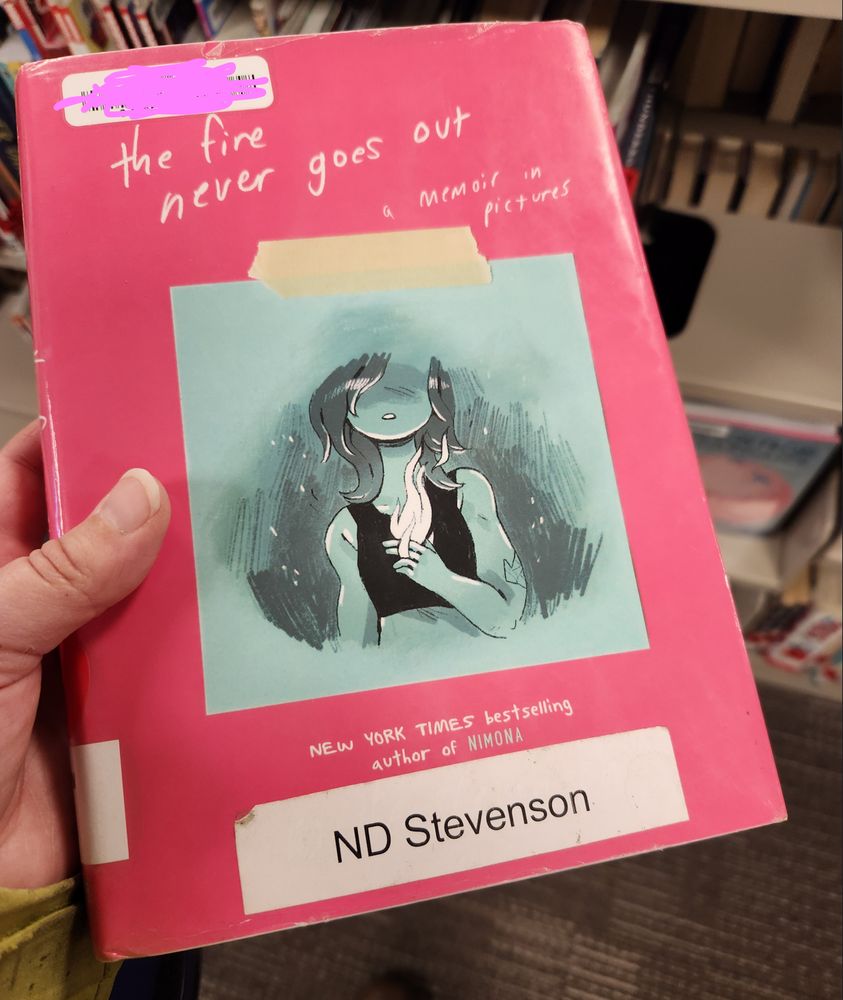 the fire
never goes out
a memoir in
pictures
NEW YORK TIMES bestselling
author of NIMONA
ND Stevenson